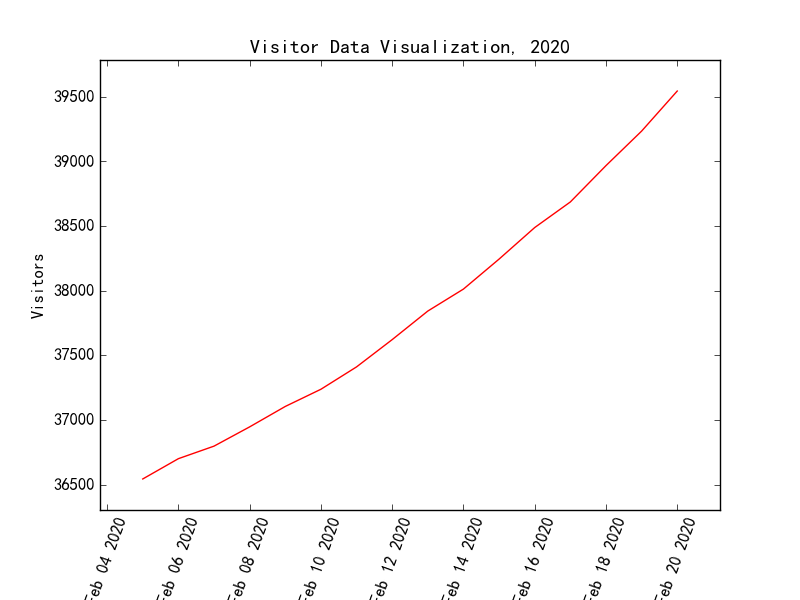 Visitor Data Visualization, 2020
39500
39000
38500
38000
37500
37000
36500
Visitors
Feb 04 2020
Feb 06 2020
Feb 08 2020
Feb 10 2020
Feb 12 2020
Feb 14 2020
Feb 16 2020
Feb 18 2020
Feb 20 2020